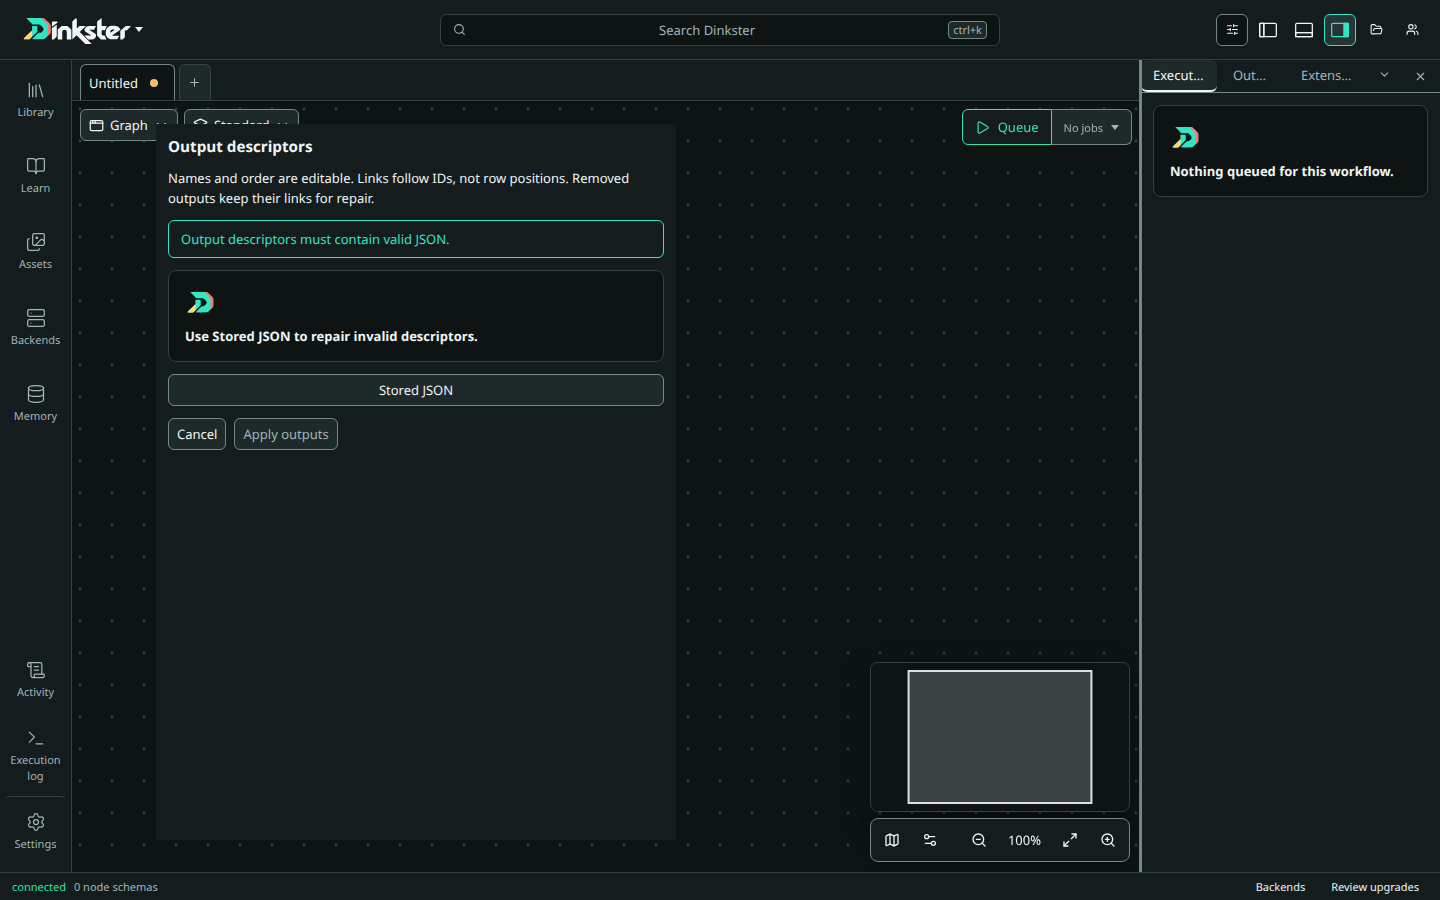 Dinkster
Search Dinkster
ctrl+k
Library
Learn
Assets
Backends
Memory
Activity
Execution
log
Settings
Untitled
+
Graph
Standard
Queue
No jobs
Output descriptors
Names and order are editable. Links follow IDs, not row positions. Removed
outputs keep their links for repair.
Output descriptors must contain valid JSON.
Use Stored JSON to repair invalid descriptors.
Stored JSON
Cancel
Apply outputs
100%
Execut...
Out...
Extens...
Nothing queued for this workflow.
connected
0 node schemas
Backends
Review upgrades